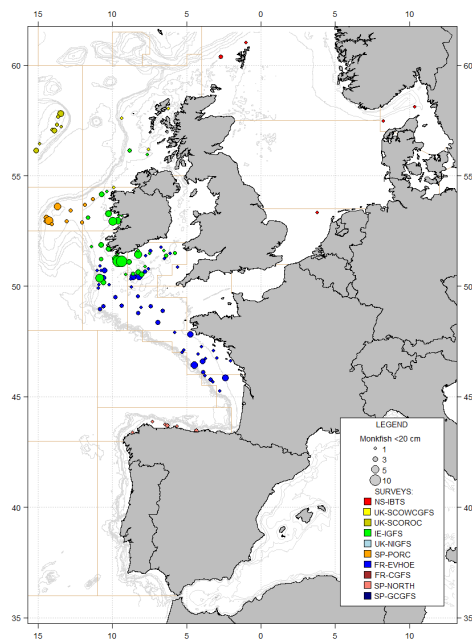 15 10 5 0 5 10
60 60
55 55
50 50
45 45
40 40
35 35
LEGEND
Monkfish <20 cm
1
3
5
10
SURVEYS:
NS-IBTS
UK-SCOWCGFS
UK-SCOROC
IE-IGFS
UK-NIGFS
SP-PORC
FR-EVHOE
FR-CGFS
SP-NORTH
SP-GCGFS
15 10 5 0 5 10